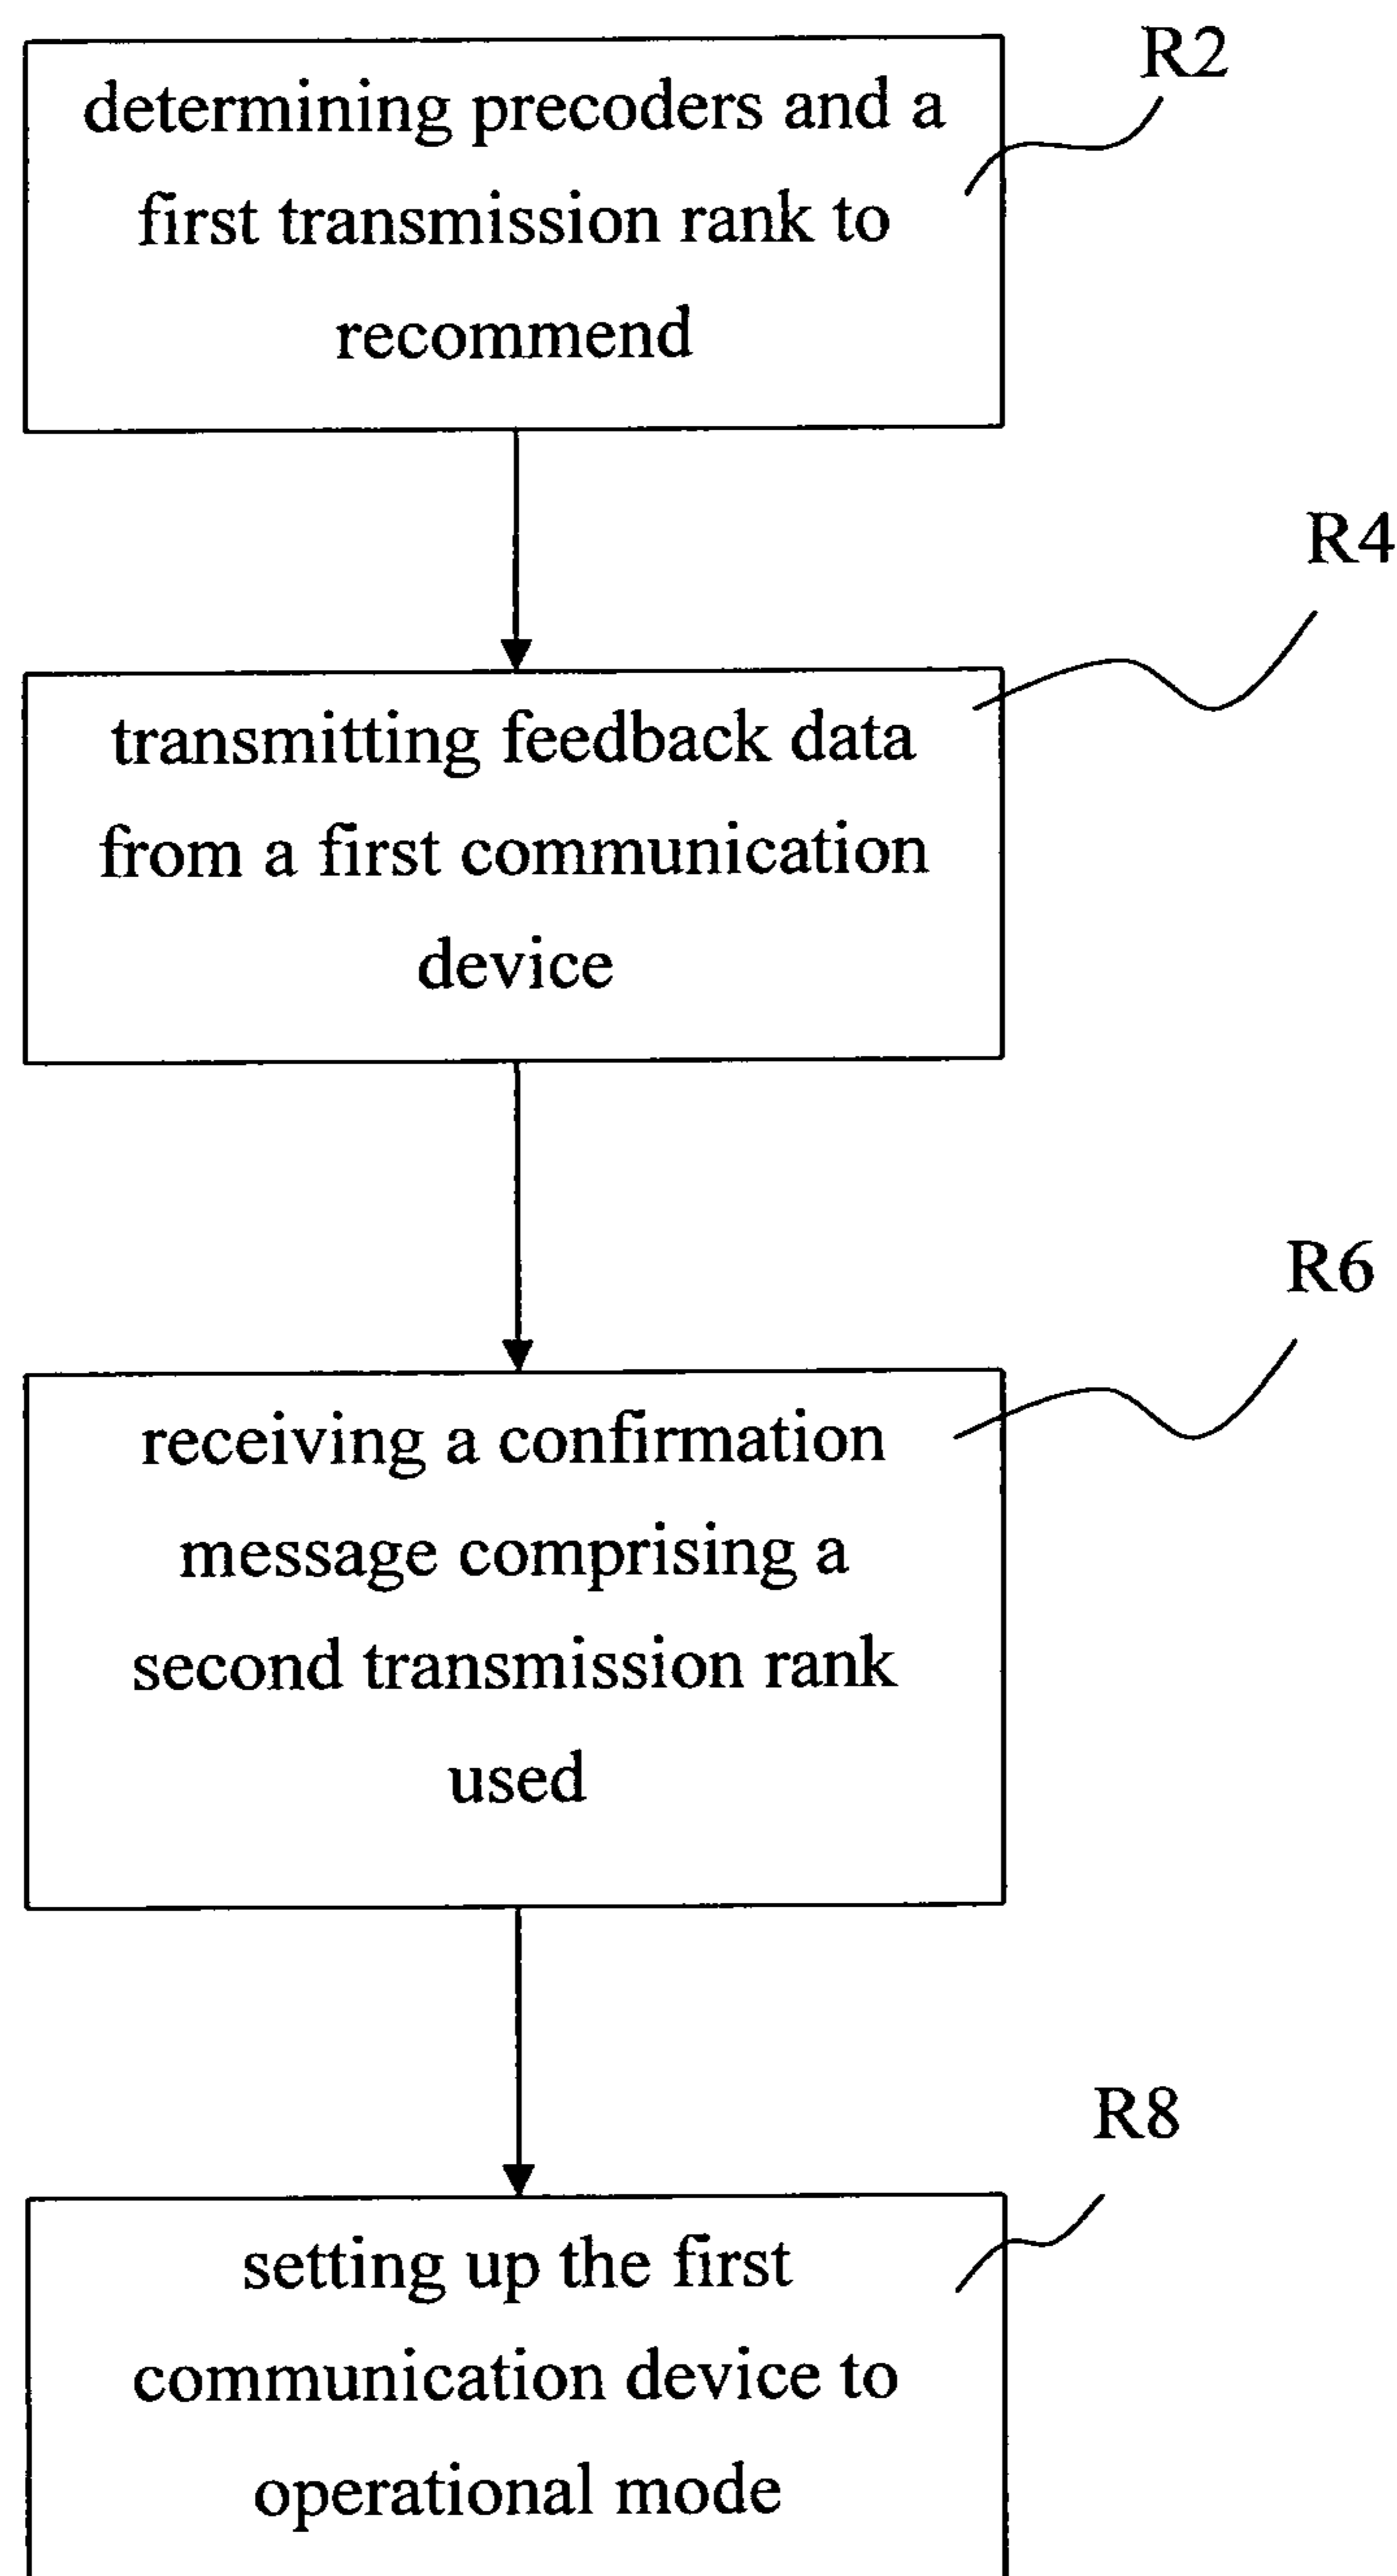 R2
determining precoders and a
first transmission rank to
recommend
R4
transmitting feedback data
from a first communication
device
R6
receiving a confirmation
message comprising a
second transmission rank
used
R8
setting up the first
communication device to
operational mode